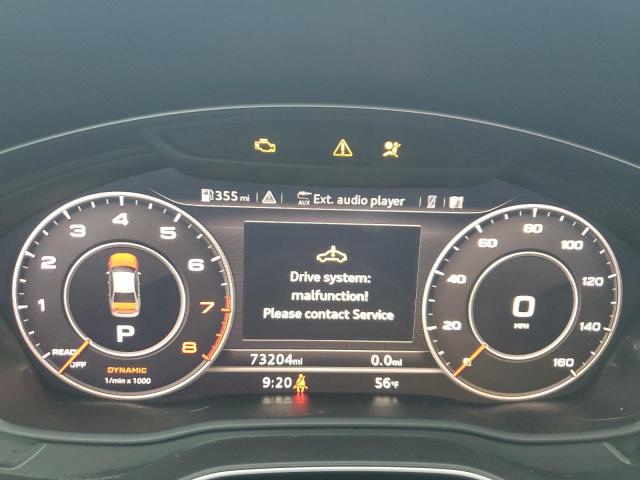 355 mi AUX Ext. audio player
1 2 3 4 5 6 7 8
READY
OFF
P
DYNAMIC
1/min x 1000
Drive system:
malfunction!
Please contact Service
73204mi 0.0mi
9:20 56°F
0 20 40 60 80 100 120 140 160
0
MPH